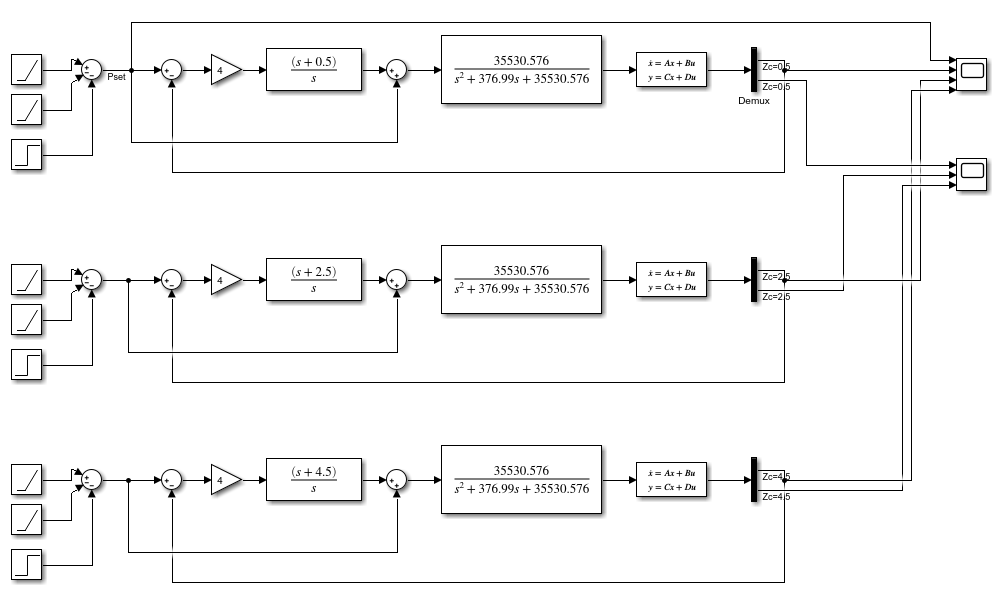 Pset
4
(s + 0.5)
s
35530.576
s² + 376.99s + 35530.576
ẋ = Ax + Bu
y = Cx + Du
Demux
Zc=0.5
Zc=0.5
4
(s + 2.5)
s
35530.576
s² + 376.99s + 35530.576
ẋ = Ax + Bu
y = Cx + Du
Zc=2.5
Zc=2.5
4
(s + 4.5)
s
35530.576
s² + 376.99s + 35530.576
ẋ = Ax + Bu
y = Cx + Du
Zc=4.5
Zc=4.5